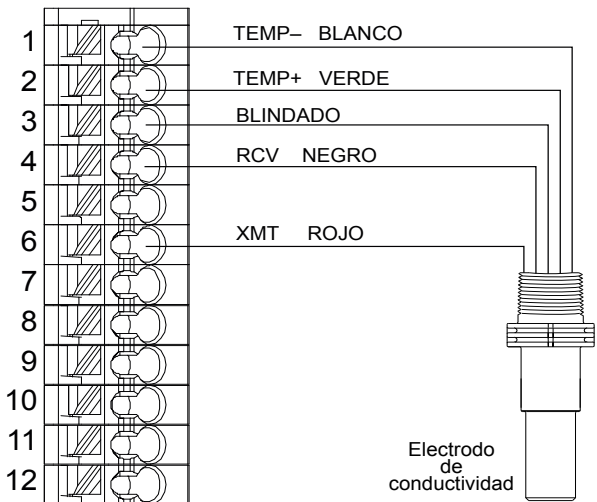 1 TEMP– BLANCO
2 TEMP+ VERDE
3 BLINDADO
4 RCV NEGRO
5
6 XMT ROJO
7
8
9
10
11
12
Electrodo
de
conductividad